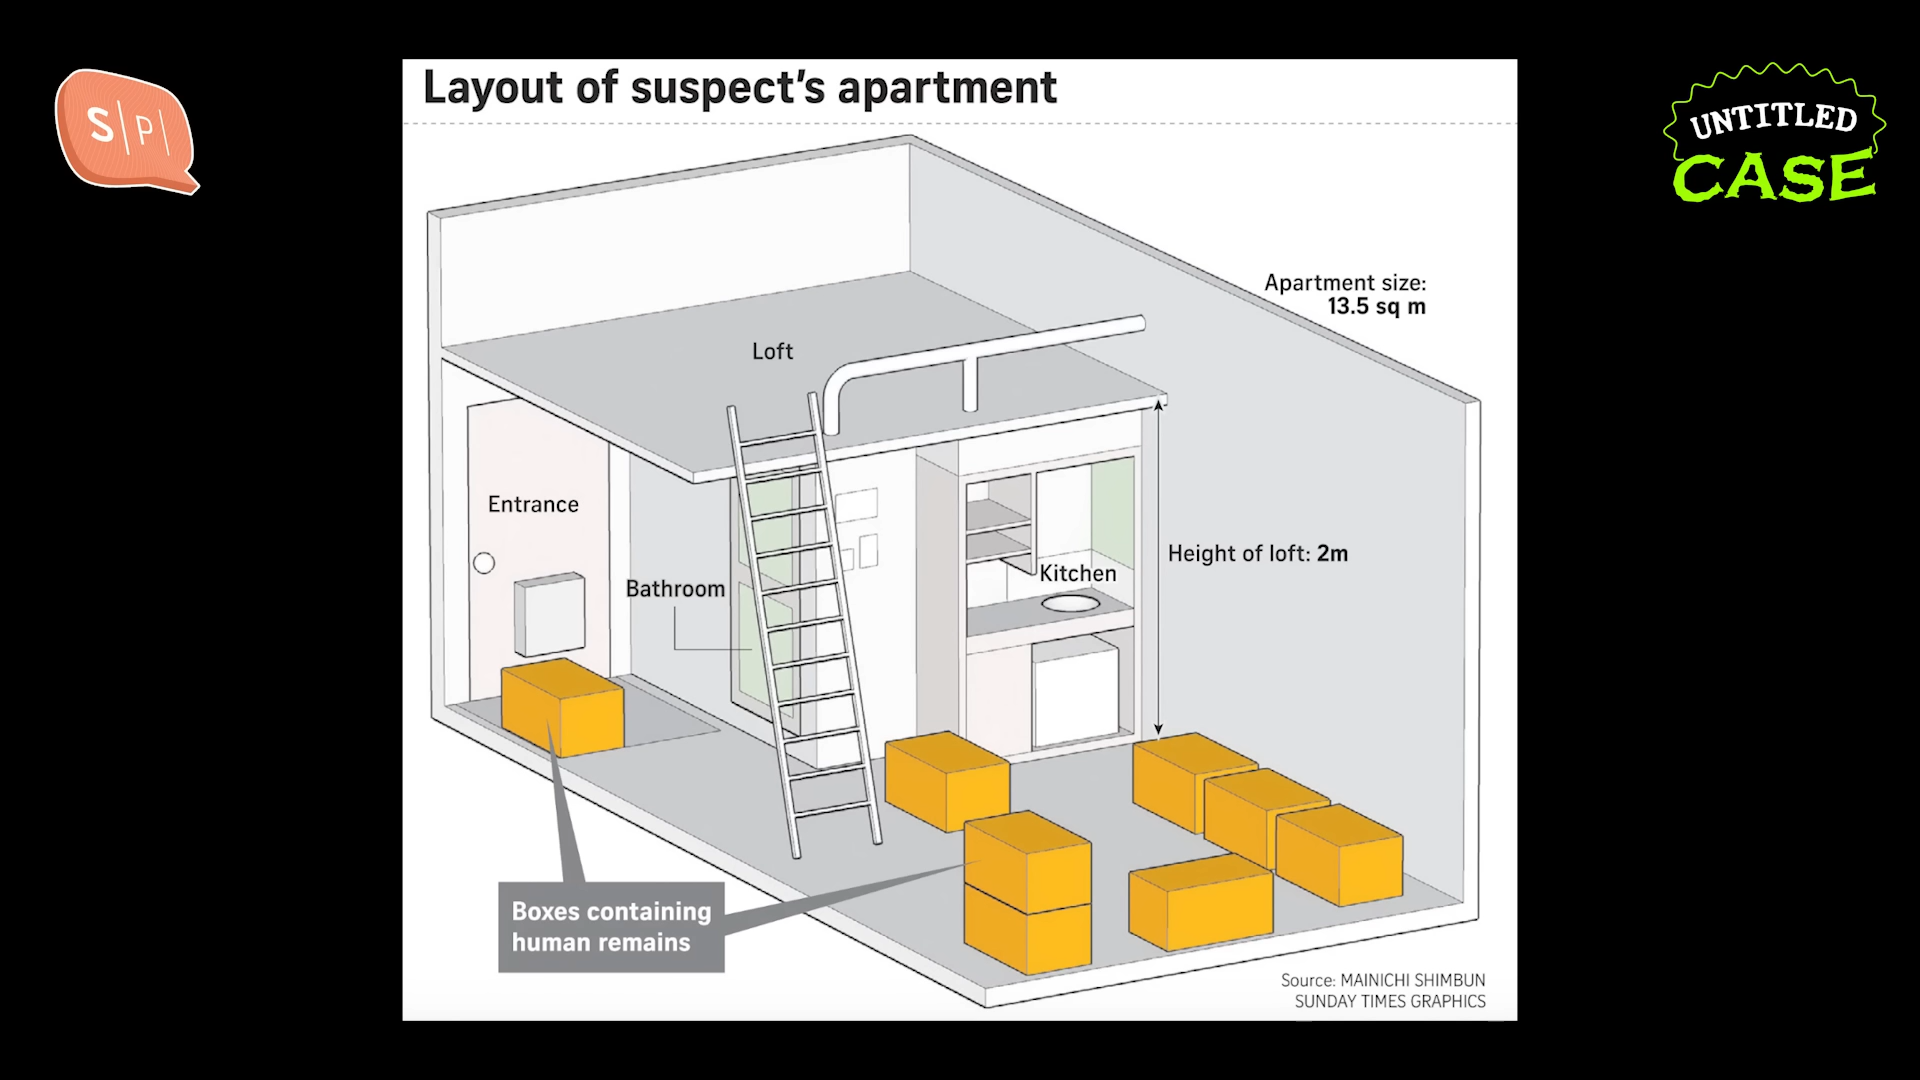 S|P|
UNTITLED
CASE
Layout of suspect's apartment
Apartment size:
13.5 sq m
Loft
Entrance
Height of loft: 2m
Kitchen
Bathroom
Boxes containing
human remains
Source: MAINICHI SHIMBUN
SUNDAY TIMES GRAPHICS